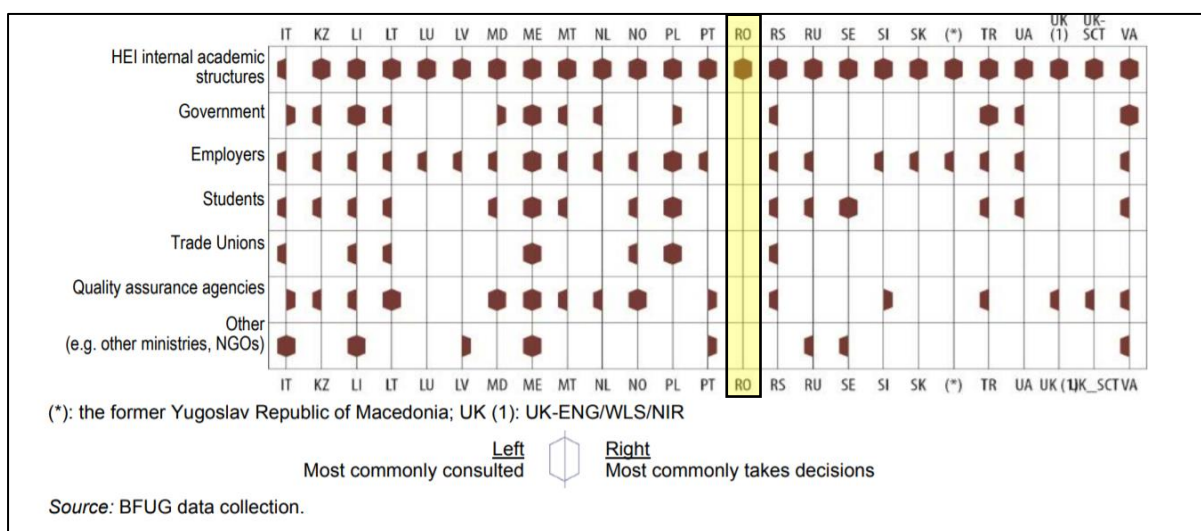 IT KZ LI LT LU LV MD ME MT NL NO PL PT RO RS RU SE SI SK (*) TR UA UK (1) UK-SCT VA
HEI internal academic
structures
Government
Employers
Students
Trade Unions
Quality assurance agencies
Other
(e.g. other ministries, NGOs)
IT KZ LI LT LU LV MD ME MT NL NO PL PT RO RS RU SE SI SK (*) TR UA UK (1) UK_SCT VA
(*): the former Yugoslav Republic of Macedonia; UK (1): UK-ENG/WLS/NIR
Left Right
Most commonly consulted Most commonly takes decisions
Source: BFUG data collection.